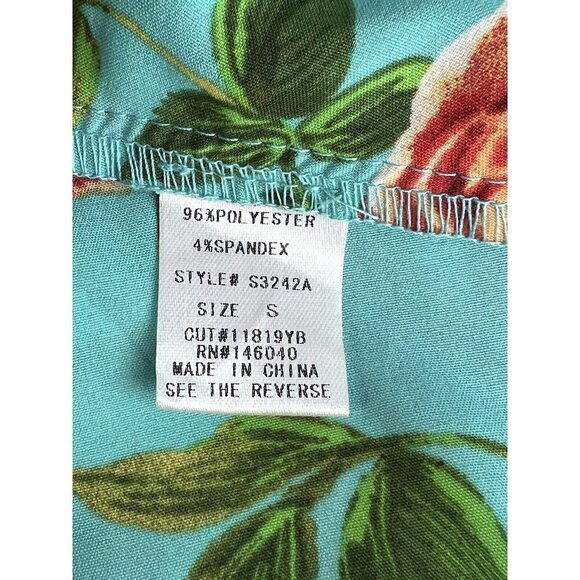 96%POLYESTER
4%SPANDEX
STYLE# S3242A
SIZE S
CUT#11819YB
RN#146040
MADE IN CHINA
SEE THE REVERSE